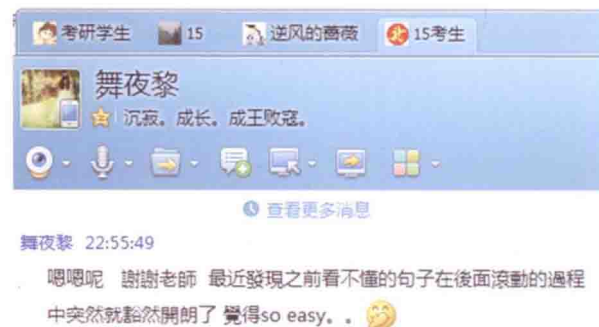 考研学生 15 逆风的蔷薇 北 15考生
舞夜黎
沉寂。成长。成王败寇。
查看更多消息
舞夜黎 22:55:49
嗯嗯呢 謝謝老師 最近發現之前看不懂的句子在後面滾動的過程
中突然就豁然開朗了 覺得so easy。。